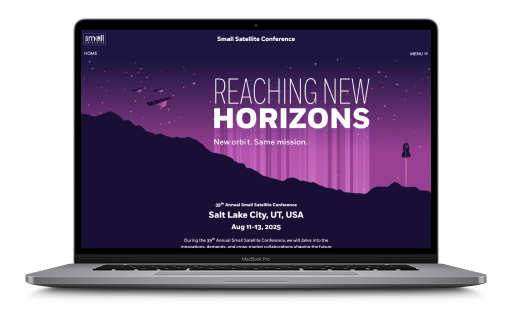 small
Small Satellite Conference
HOME
MENU ≡
REACHING NEW
HORIZONS
New orbit. Same mission.
39th Annual Small Satellite Conference
Salt Lake City, UT, USA
Aug 11-13, 2025
During the 39th Annual Small Satellite Conference, we will delve into the
innovations, demands, and cross-market collaborations shaping the future
MacBook Pro